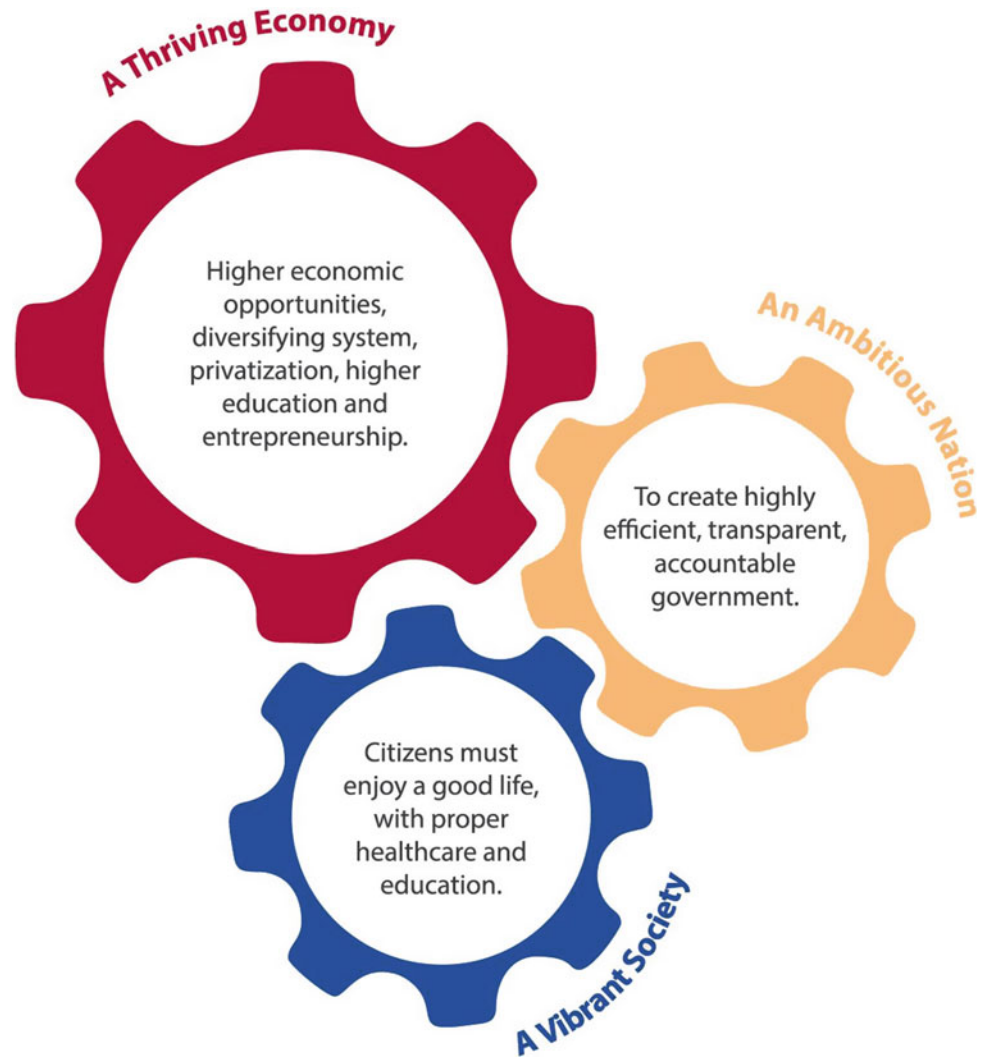 A Thriving Economy
Higher economic
opportunities,
diversifying system,
privatization, higher
education and
entrepreneurship.
An Ambitious Nation
To create highly
efficient, transparent,
accountable
government.
Citizens must
enjoy a good life,
with proper
healthcare and
education.
A Vibrant Society